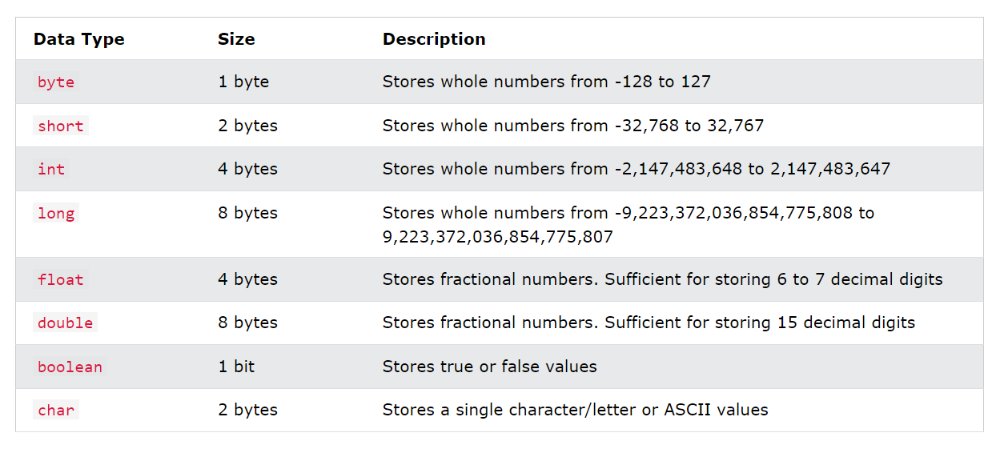 Data Type Size Description
byte 1 byte Stores whole numbers from -128 to 127
short 2 bytes Stores whole numbers from -32,768 to 32,767
int 4 bytes Stores whole numbers from -2,147,483,648 to 2,147,483,647
long 8 bytes Stores whole numbers from -9,223,372,036,854,775,808 to
9,223,372,036,854,775,807
float 4 bytes Stores fractional numbers. Sufficient for storing 6 to 7 decimal digits
double 8 bytes Stores fractional numbers. Sufficient for storing 15 decimal digits
boolean 1 bit Stores true or false values
char 2 bytes Stores a single character/letter or ASCII values